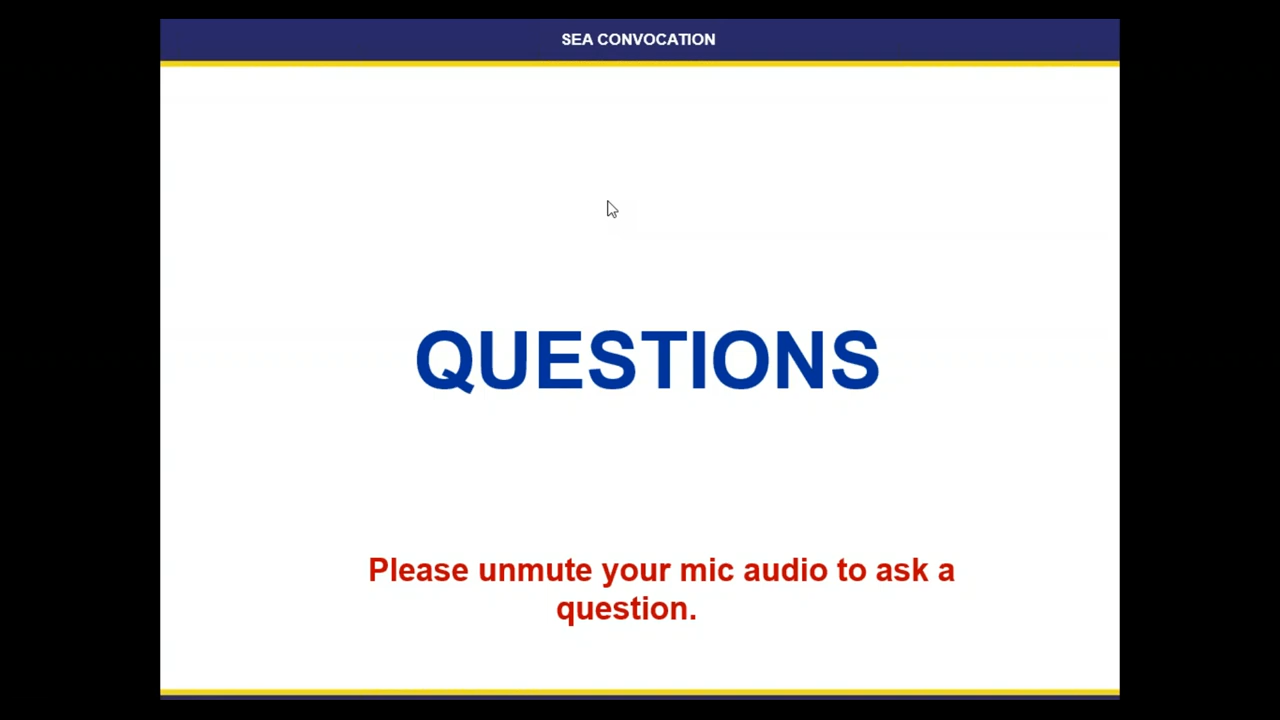 SEA CONVOCATION
QUESTIONS
Please unmute your mic audio to ask a
question.